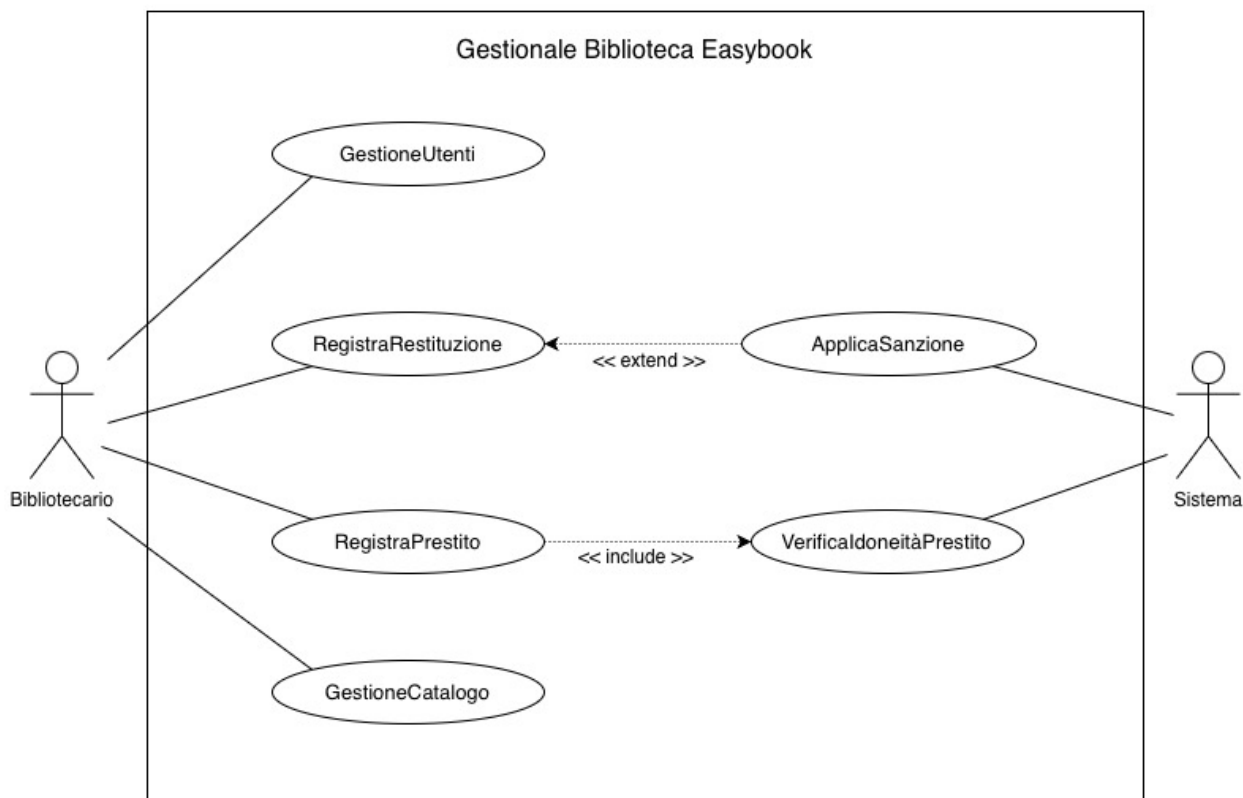 Gestionale Biblioteca Easybook
GestioneUtenti
RegistraRestituzione
<< extend >>
ApplicaSanzione
Bibliotecario
Sistema
RegistraPrestito
<< include >>
VerificaIdoneitàPrestito
GestioneCatalogo